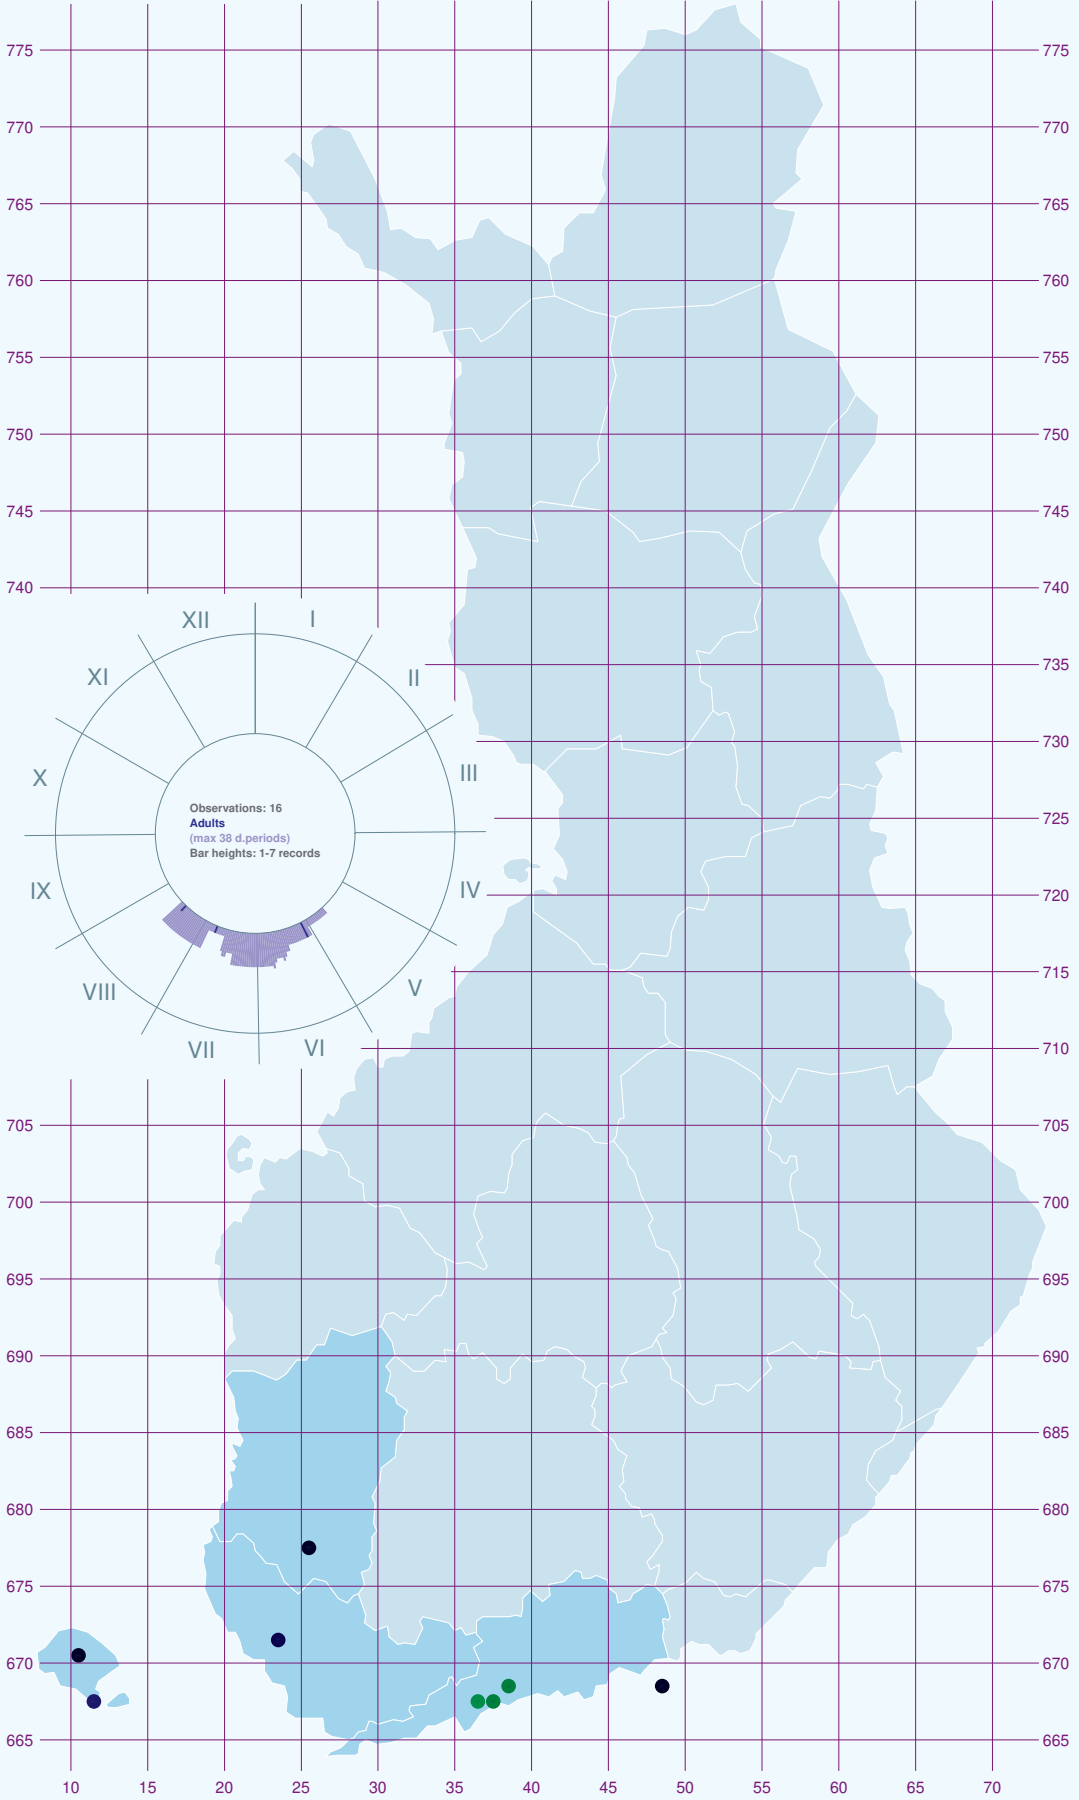 775 775
770 770
765 765
760 760
755 755
750 750
745 745
740 740
XII I
XI II
735
730
X III
Observations: 16
Adults
(max 38 d.periods)
Bar heights: 1-7 records
725
IX IV
720
VIII V
715
VII VI
710
705 705
700 700
695 695
690 690
685 685
680 680
675 675
670 670
665 665
10 15 20 25 30 35 40 45 50 55 60 65 70